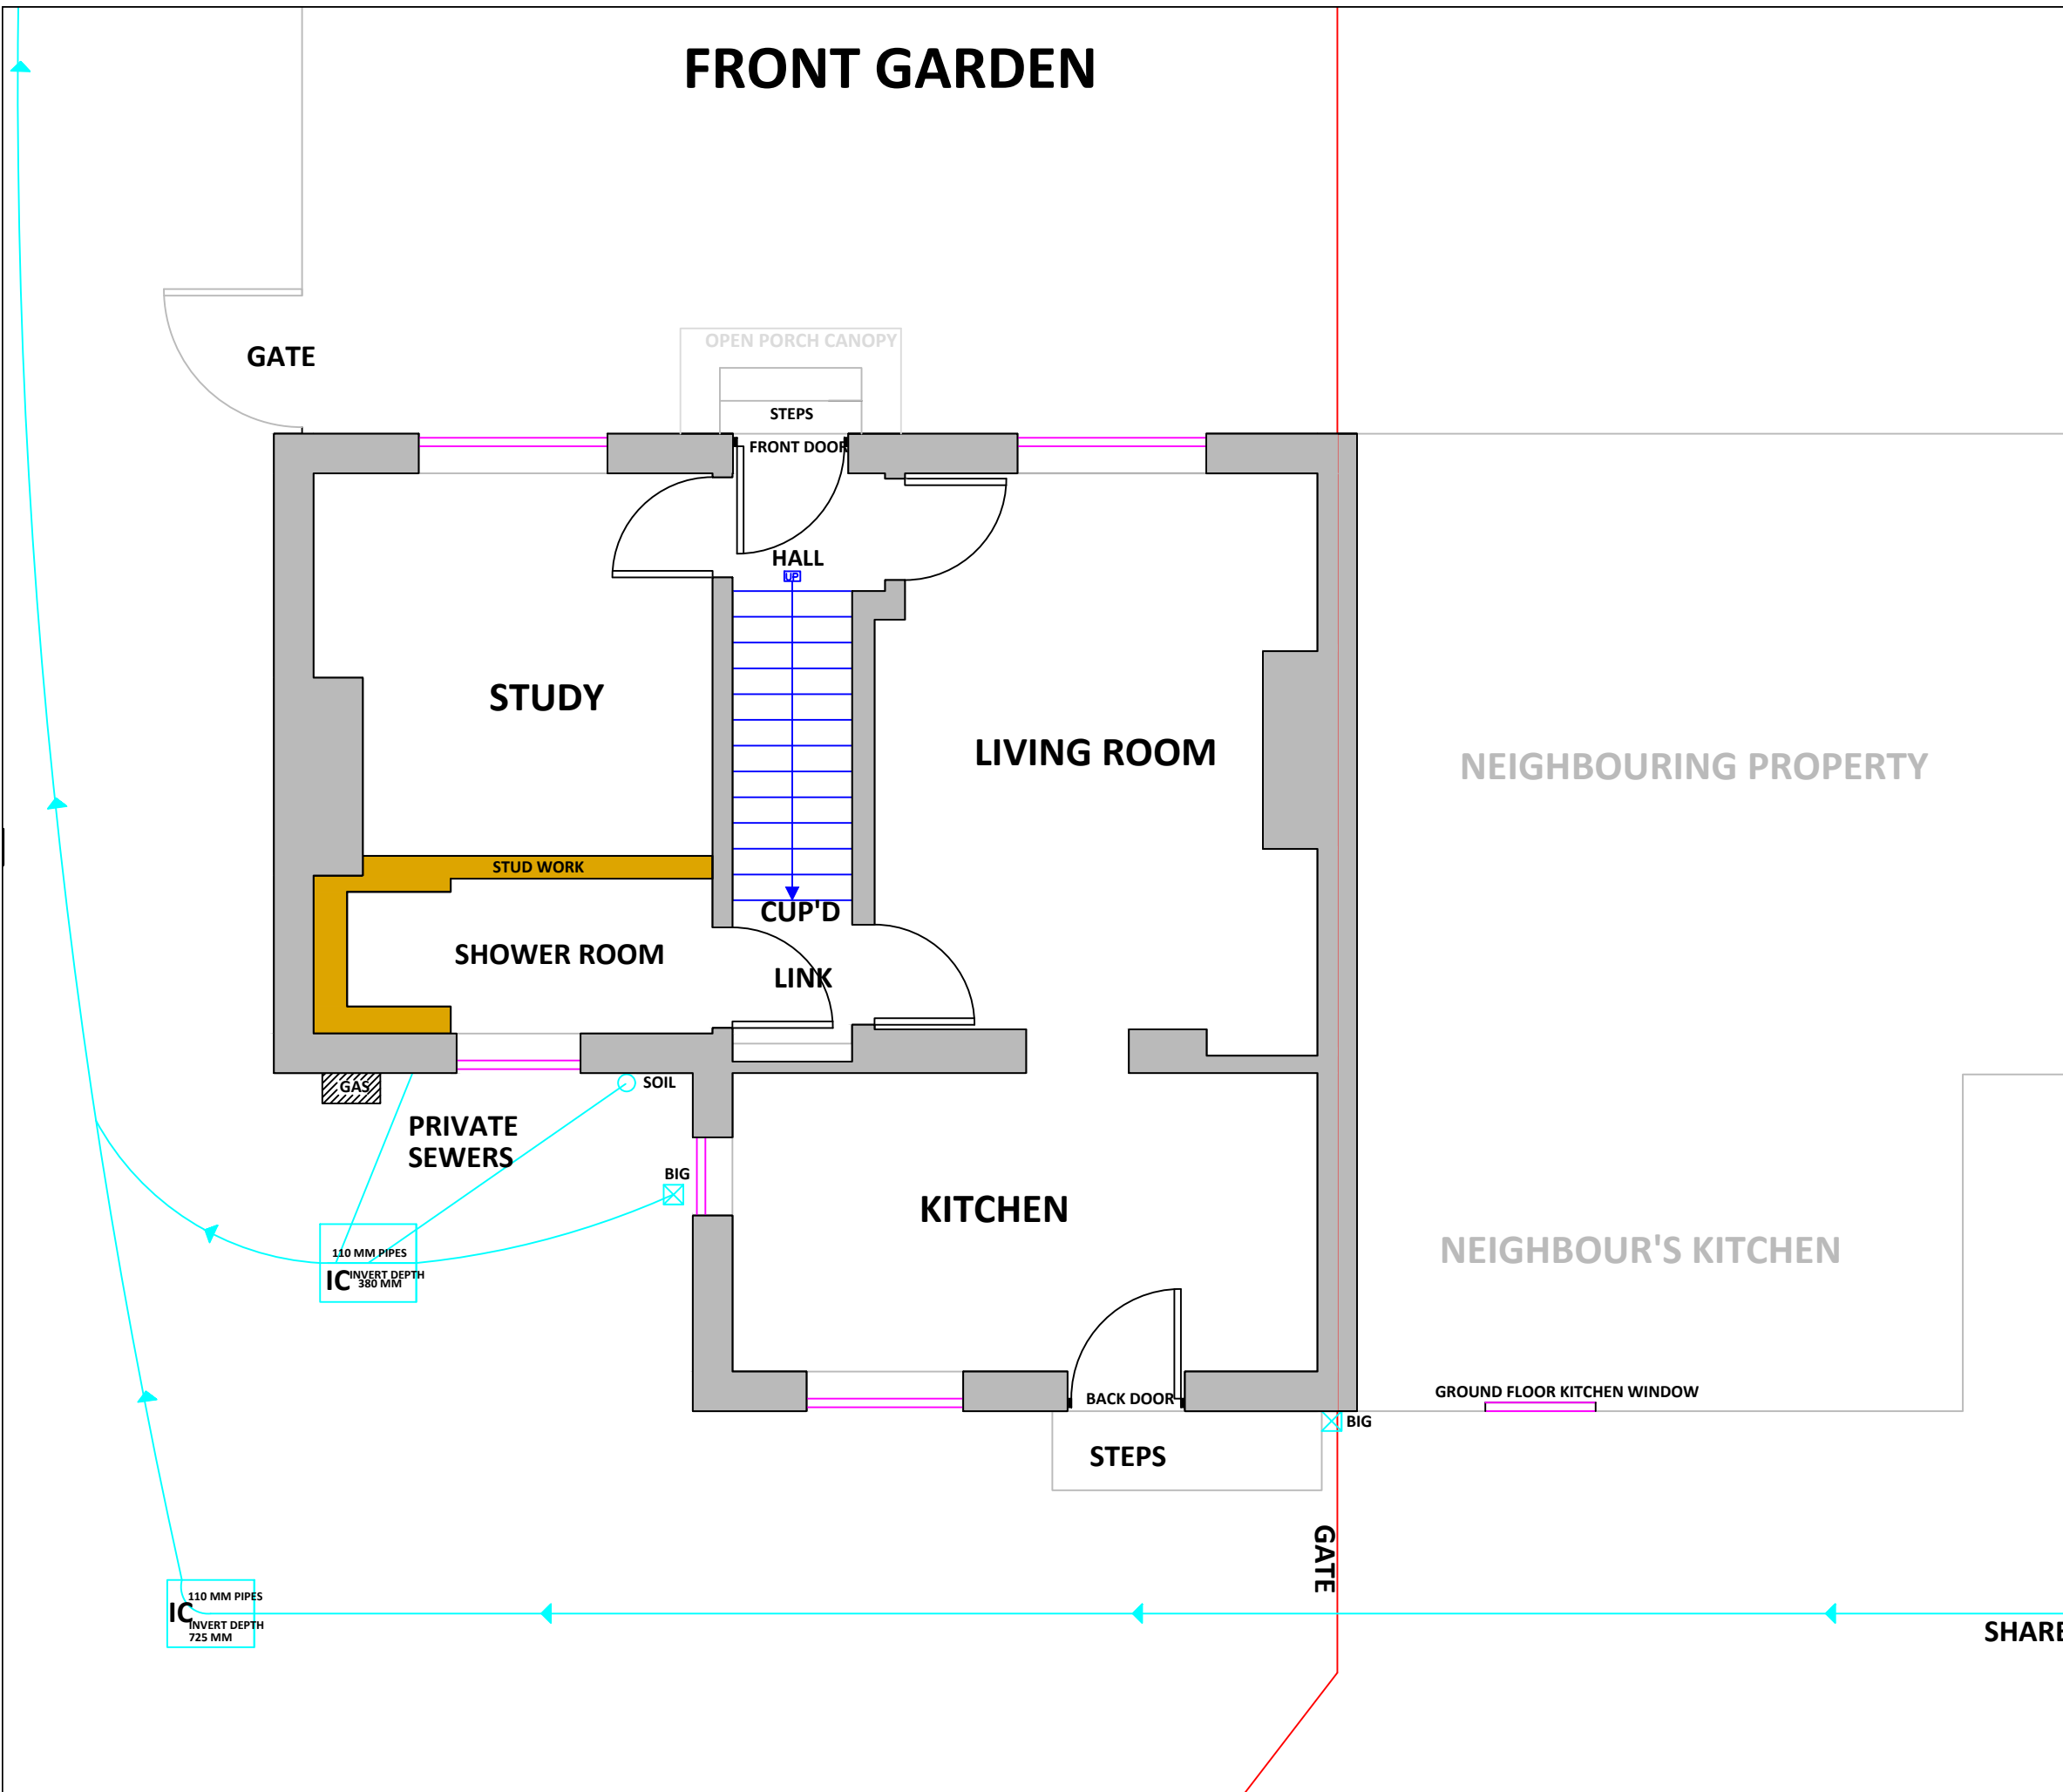 FRONT GARDEN
OPEN PORCH CANOPY
GATE
STEPS
FRONT DOOR
HALL
UP
STUDY
LIVING ROOM
NEIGHBOURING PROPERTY
STUD WORK
CUP'D
SHOWER ROOM
LINK
GAS
SOIL
PRIVATE
SEWERS
BIG
KITCHEN
NEIGHBOUR'S KITCHEN
110 MM PIPES
IC
INVERT DEPTH
380 MM
BACK DOOR
GROUND FLOOR KITCHEN WINDOW
BIG
STEPS
GATE
110 MM PIPES
IC
INVERT DEPTH
725 MM
SHARE